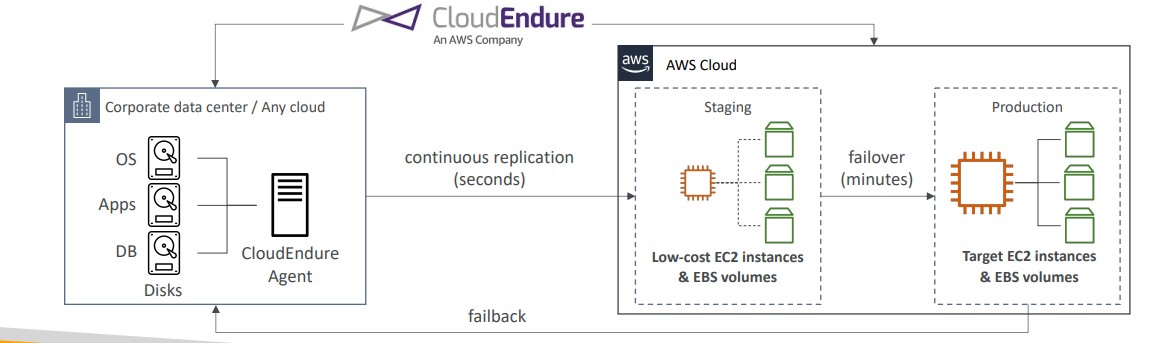 CloudEndure
An AWS Company
aws
AWS Cloud
Corporate data center / Any cloud
OS
Apps
DB
Disks
CloudEndure
Agent
continuous replication
(seconds)
Staging
Low-cost EC2 instances
& EBS volumes
failover
(minutes)
Production
Target EC2 instances
& EBS volumes
failback